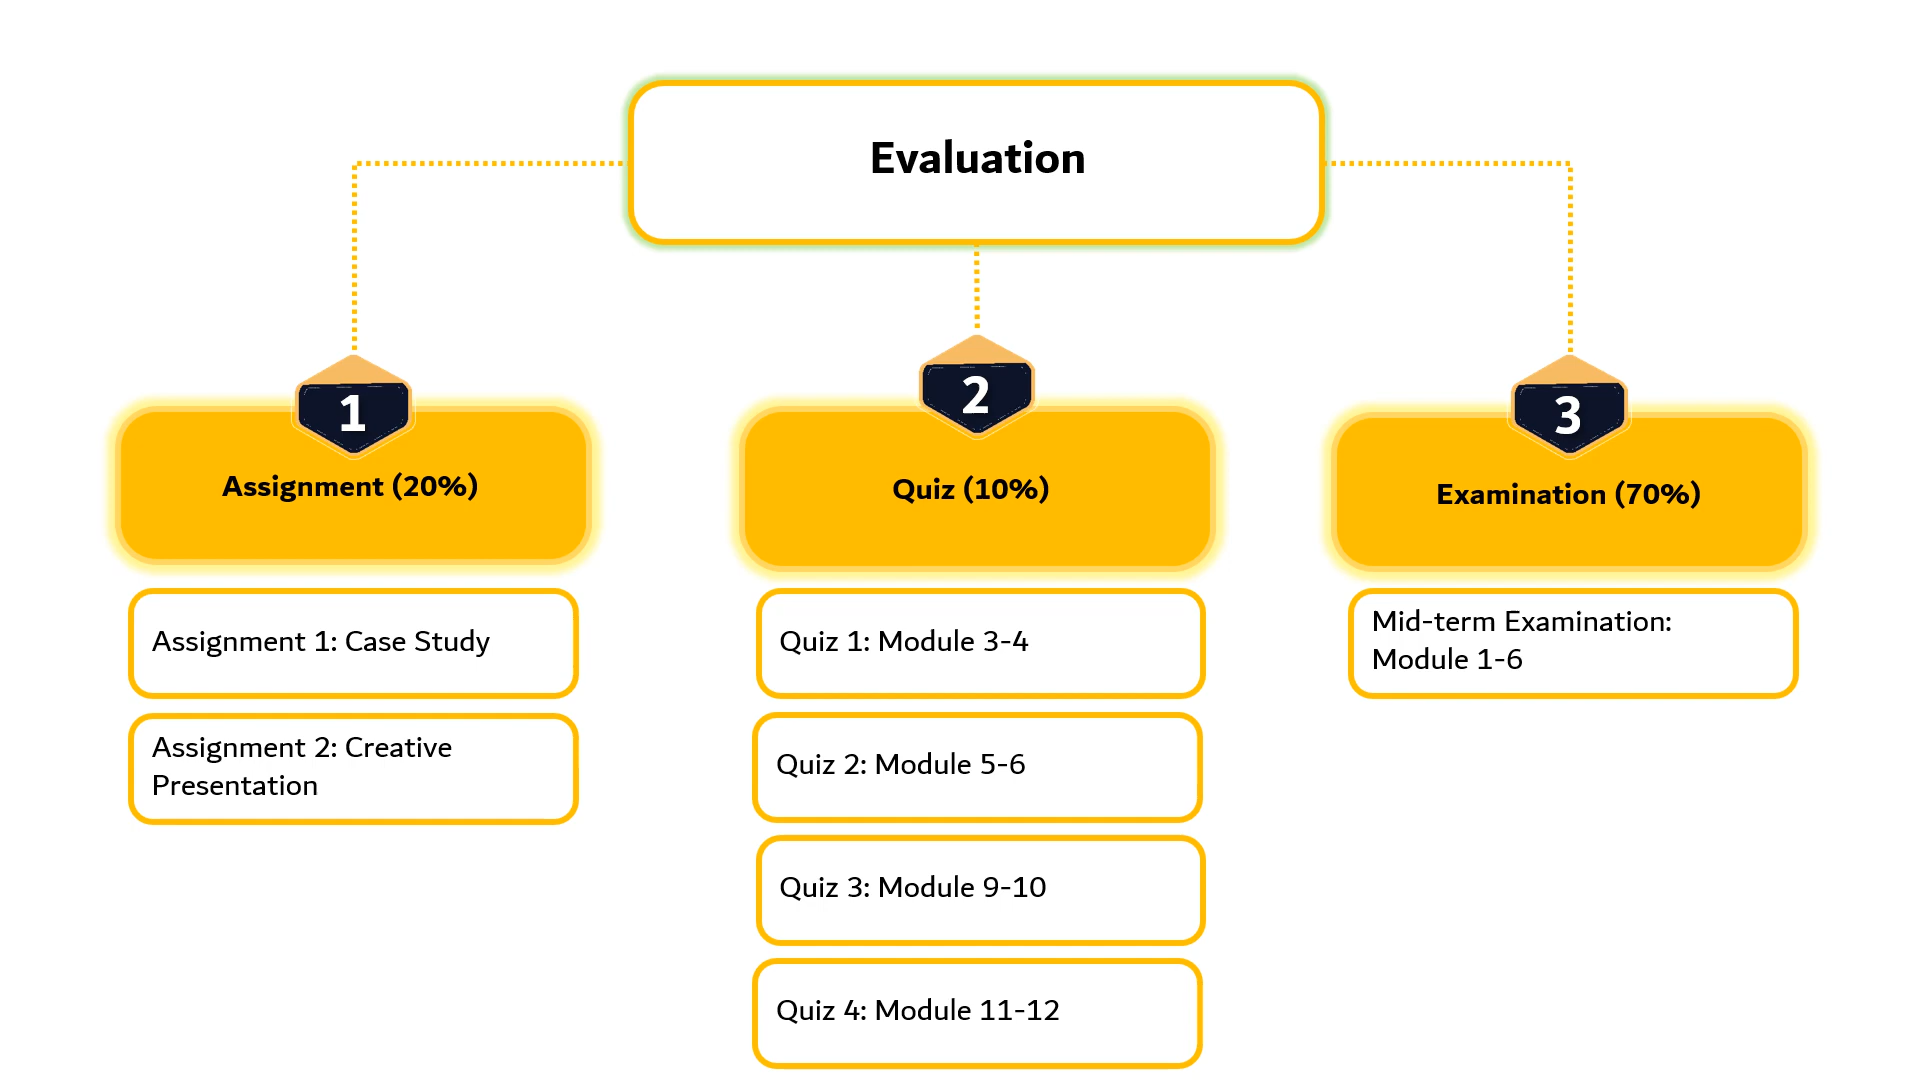 Evaluation
1
Assignment (20%)
Assignment 1: Case Study
Assignment 2: Creative
Presentation
2
Quiz (10%)
Quiz 1: Module 3-4
Quiz 2: Module 5-6
Quiz 3: Module 9-10
Quiz 4: Module 11-12
3
Examination (70%)
Mid-term Examination:
Module 1-6